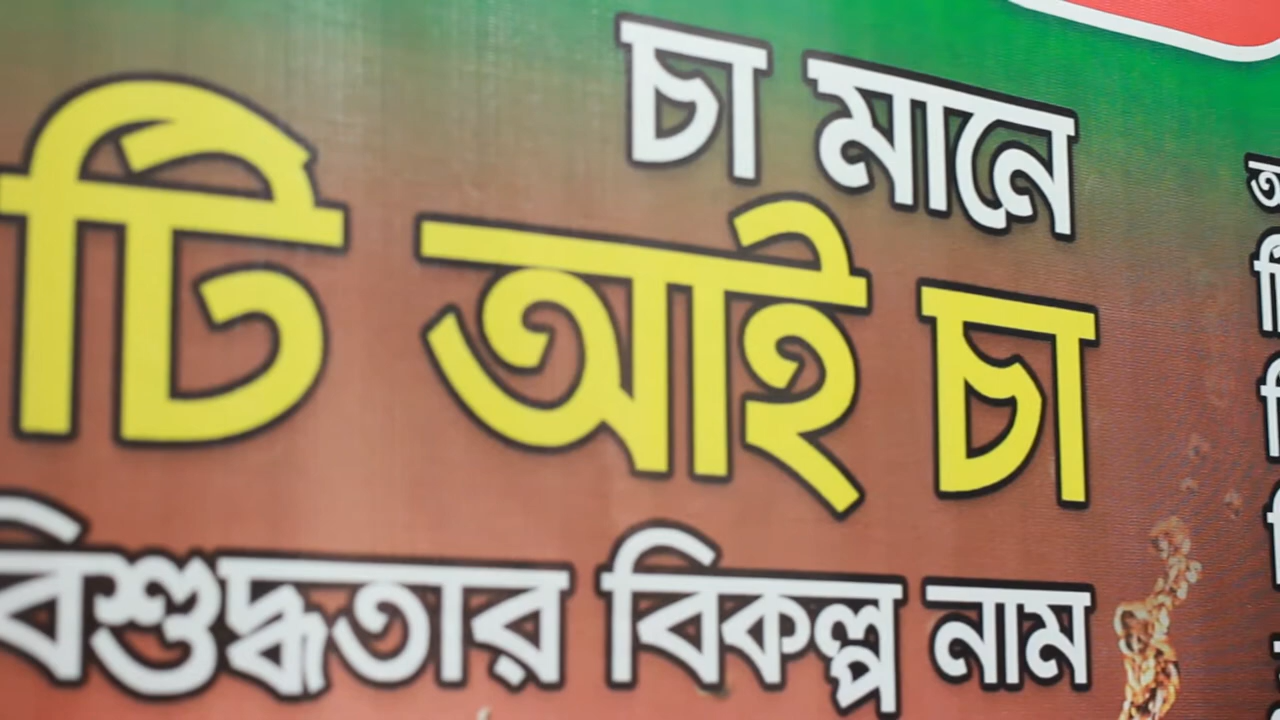 চা মানে
টি আই চা
বিশুদ্ধতার বিকল্প নাম